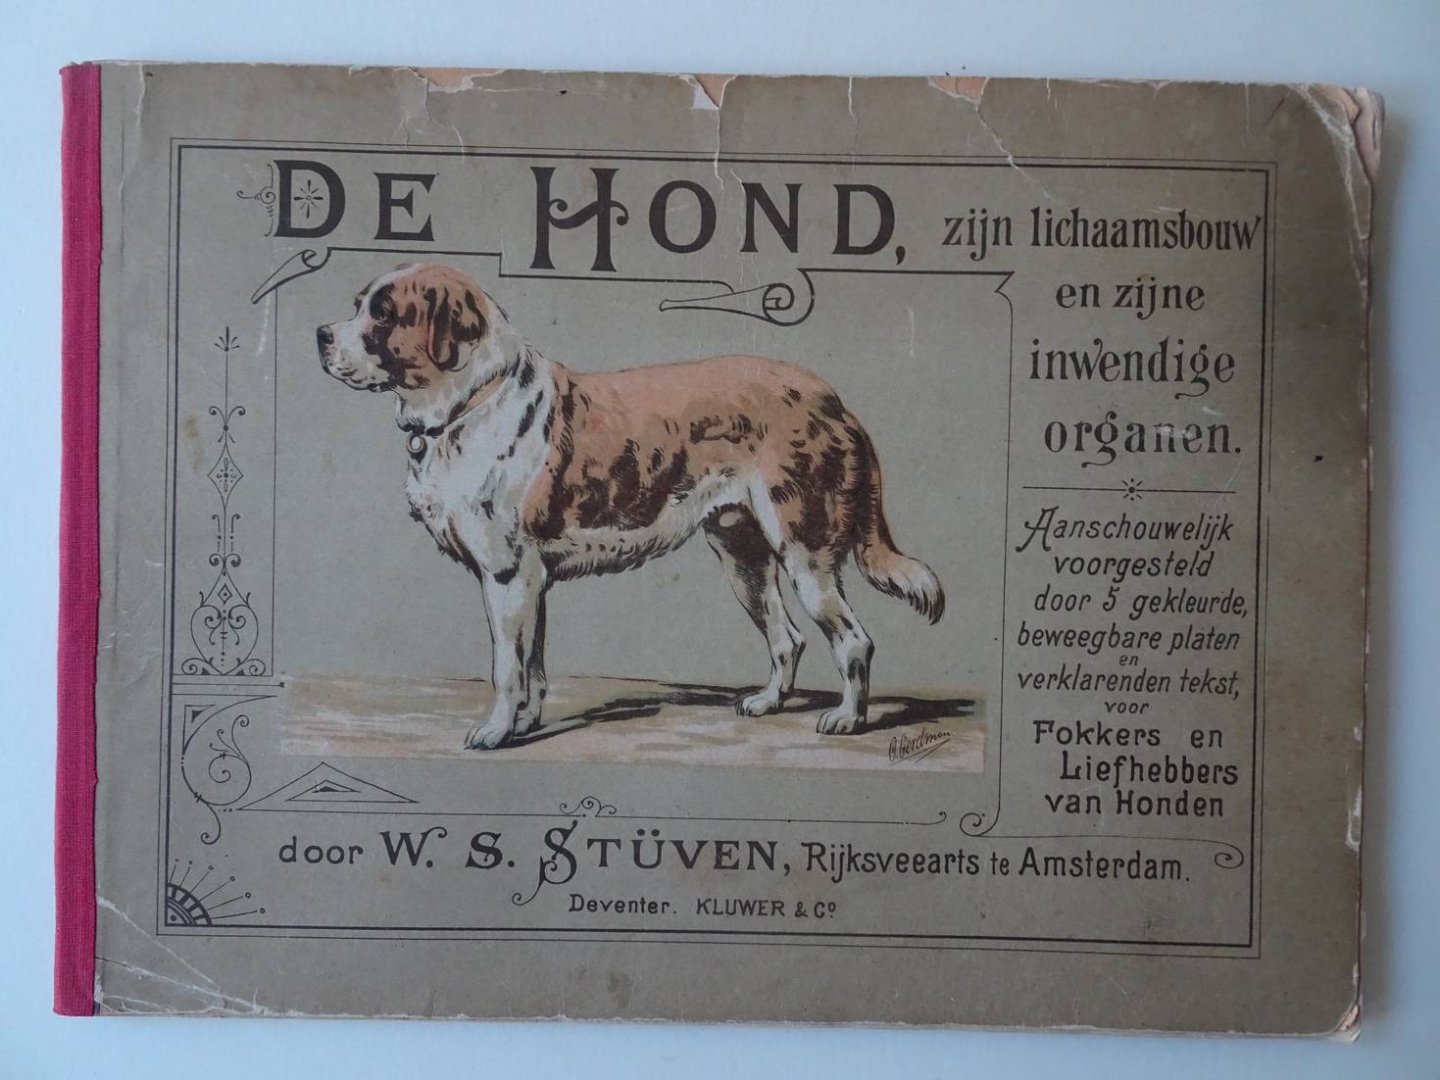 DE HOND, zijn lichaamsbouw
en zijne
inwendige
organen.
Aanschouwelijk
voorgesteld
door 5 gekleurde,
beweegbare platen
en
verklarenden tekst,
voor
Fokkers en
Liefhebbers
van Honden
door W. S. STÜVEN, Rijksveearts te Amsterdam.
Deventer. KLUWER & Co